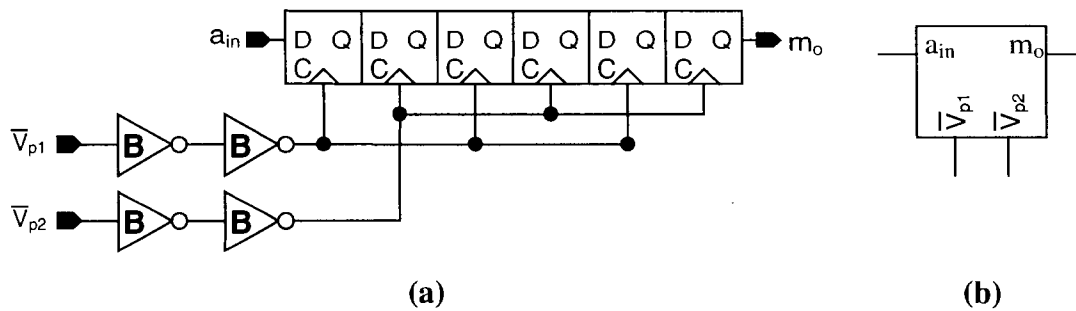 a_in D Q D Q D Q D Q D Q D Q m_o
C C C C C C
V̅_p1 B B
V̅_p2 B B
(a)
a_in m_o
V̅_p1 V̅_p2
(b)